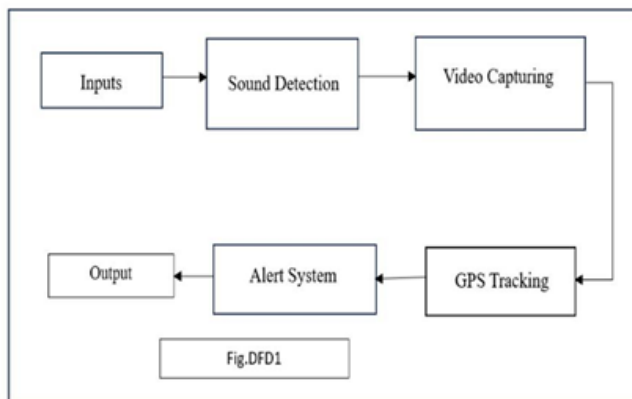 Inputs
Sound Detection
Video Capturing
Output
Alert System
GPS Tracking
Fig.DFD1